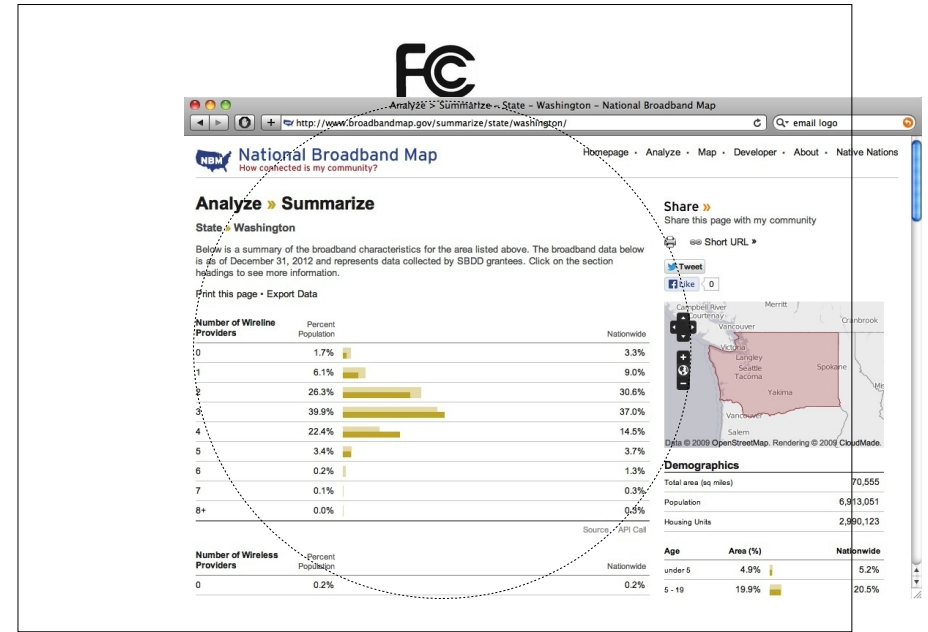 FCC
Analyze > Summarize - State – Washington – National Broadband Map
http://www.broadbandmap.gov/summarize/state/washington/
email logo
NBM
National Broadband Map
How connected is my community?
Homepage · Analyze · Map · Developer · About · Native Nations
Analyze » Summarize
State » Washington
Below is a summary of the broadband characteristics for the area listed above. The broadband data below
is as of December 31, 2012 and represents data collected by SBDD grantees. Click on the section
headings to see more information.
Print this page • Export Data
Number of Wireline Providers Percent Population Nationwide
0 1.7% 3.3%
1 6.1% 9.0%
2 26.3% 30.6%
3 39.9% 37.0%
4 22.4% 14.5%
5 3.4% 3.7%
6 0.2% 1.3%
7 0.1% 0.3%
8+ 0.0% 0.3%
Source API Call
Number of Wireless Providers Percent Population Nationwide
0 0.2% 0.2%
Share »
Share this page with my community
Short URL »
Tweet
Like 0
Campbell River
Courtenay
Merritt
Cranbrook
Vancouver
Victoria
Langley
Seattle
Tacoma
Spokane
Yakima
Me
Vancouver
Salem
Data © 2009 OpenStreetMap. Rendering © 2009 CloudMade.
Demographics
Total area (sq miles) 70,555
Population 6,913,051
Housing Units 2,990,123
Age Area (%) Nationwide
under 5 4.9% 5.2%
5 - 19 19.9% 20.5%